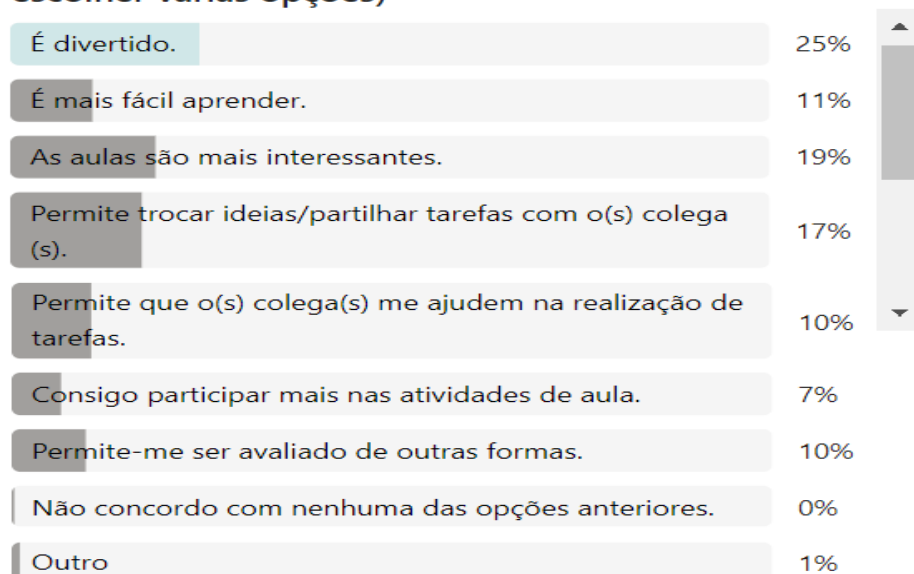 É divertido. 25%
É mais fácil aprender. 11%
As aulas são mais interessantes. 19%
Permite trocar ideias/partilhar tarefas com o(s) colega
(s). 17%
Permite que o(s) colega(s) me ajudem na realização de
tarefas. 10%
Consigo participar mais nas atividades de aula. 7%
Permite-me ser avaliado de outras formas. 10%
Não concordo com nenhuma das opções anteriores. 0%
Outro 1%